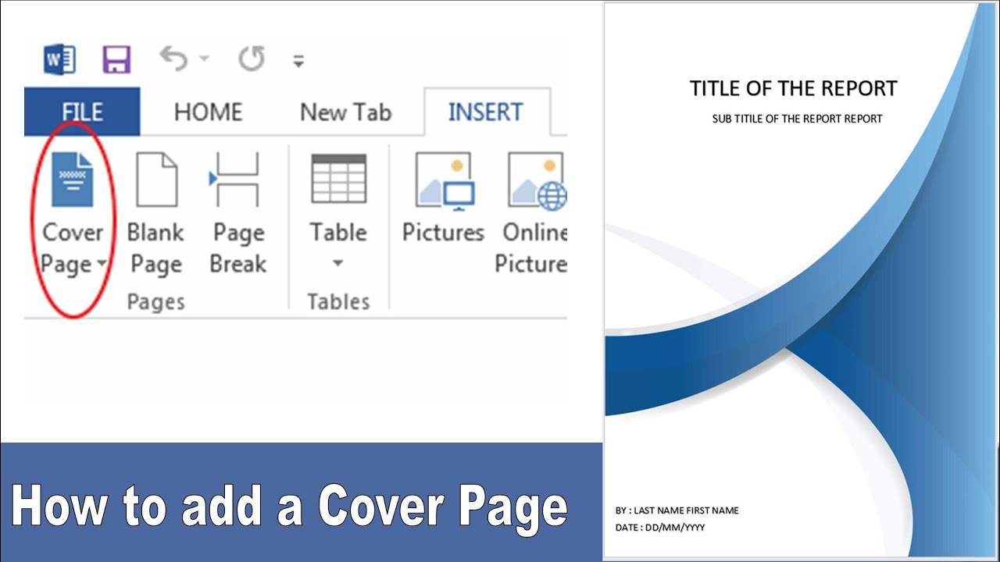 W
FILE HOME New Tab INSERT
Cover
Page
Blank
Page
Page
Break
Table
Pictures
Online
Picture
Pages
Tables
How to add a Cover Page
TITLE OF THE REPORT
SUB TITILE OF THE REPORT REPORT
BY : LAST NAME FIRST NAME
DATE : DD/MM/YYYY